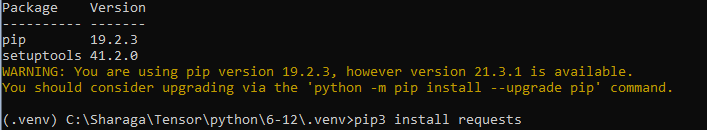 Package    Version
---------- -------
pip        19.2.3
setuptools 41.2.0
WARNING: You are using pip version 19.2.3, however version 21.3.1 is available.
You should consider upgrading via the 'python -m pip install --upgrade pip' command.
(.venv) C:\Sharaga\Tensor\python\6-12\.venv>pip3 install requests